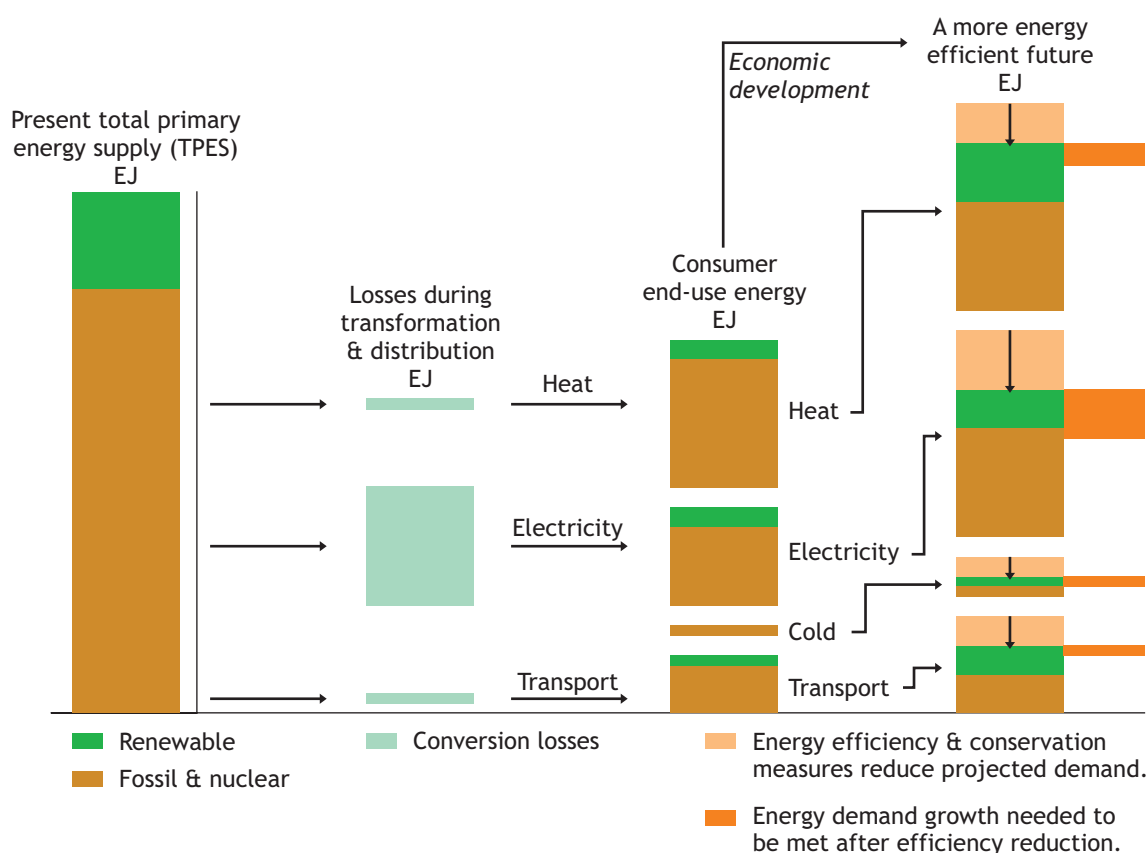 Present total primary
energy supply (TPES)
EJ
Losses during
transformation
& distribution
EJ
Heat
Electricity
Transport
Consumer
end-use energy
EJ
Economic
development
A more energy
efficient future
EJ
Heat
Electricity
Cold
Transport
Renewable
Fossil & nuclear
Conversion losses
Energy efficiency & conservation
measures reduce projected demand.
Energy demand growth needed to
be met after efficiency reduction.